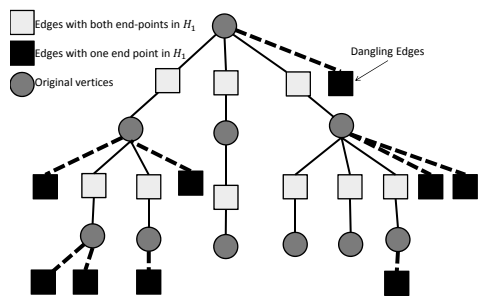 Edges with both end-points in H₁
Edges with one end point in H₁
Dangling Edges
Original vertices